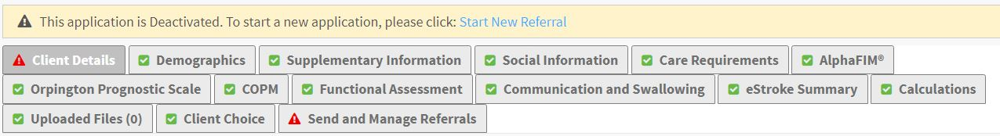 This application is Deactivated. To start a new application, please click: Start New Referral
Client Details Demographics Supplementary Information Social Information Care Requirements AlphaFIM®
Orpington Prognostic Scale COPM Functional Assessment Communication and Swallowing eStroke Summary Calculations
Uploaded Files (0) Client Choice Send and Manage Referrals